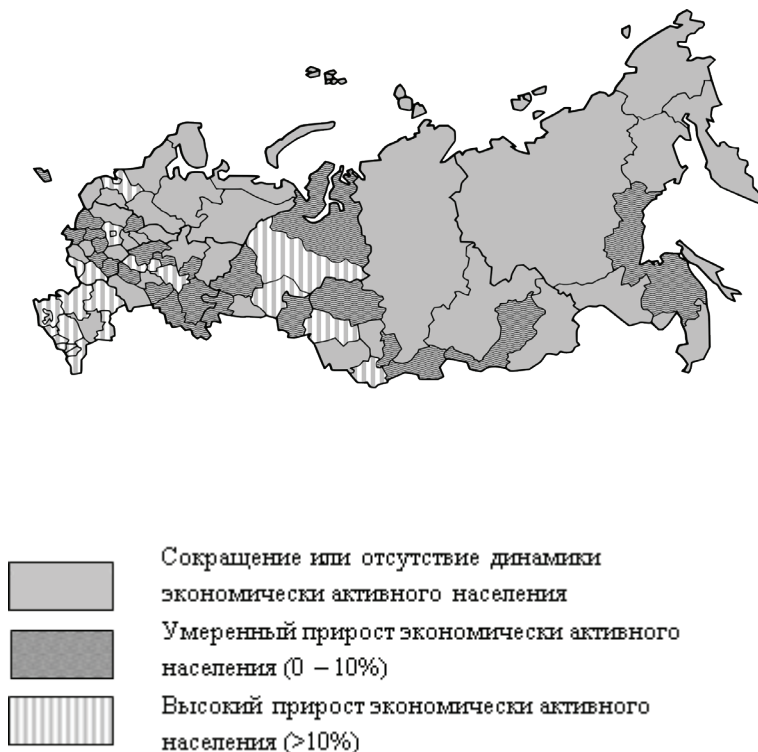 Сокращение или отсутствие динамики
экономически активного населения
Умеренный прирост экономически активного
населения (0 – 10%)
Высокий прирост экономически активного
населения (>10%)